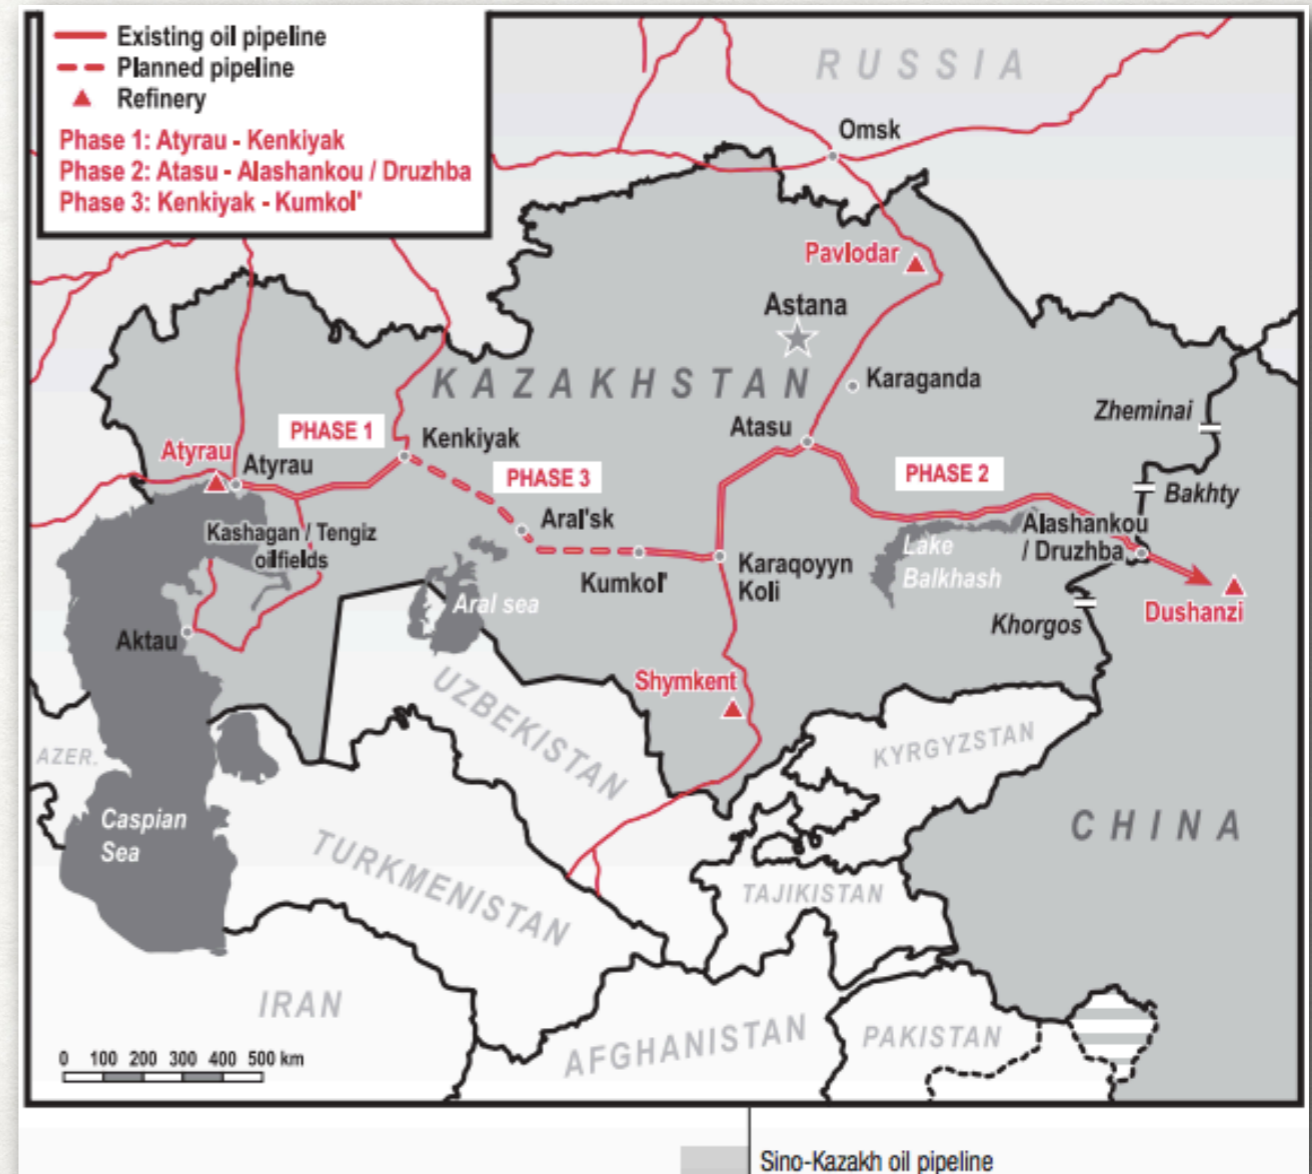 Existing oil pipeline
Planned pipeline
Refinery
Phase 1: Atyrau - Kenkiyak
Phase 2: Atasu - Alashankou / Druzhba
Phase 3: Kenkiyak - Kumkol'
RUSSIA
Omsk
Pavlodar
Astana
KAZAKHSTAN
Karaganda
Zheminai
PHASE 1
Kenkiyak
Atasu
Atyrau
Atyrau
PHASE 3
PHASE 2
Bakhty
Aral'sk
Kashagan / Tengiz
oilfields
Alashankou
/ Druzhba
Lake
Balkhash
Kumkol'
Karaqoyyn
Koli
Aral sea
Dushanzi
Khorgos
Aktau
Shymkent
UZBEKISTAN
KYRGYZSTAN
AZER.
Caspian
Sea
CHINA
TURKMENISTAN
TAJIKISTAN
IRAN
AFGHANISTAN
PAKISTAN
0 100 200 300 400 500 km
Sino-Kazakh oil pipeline